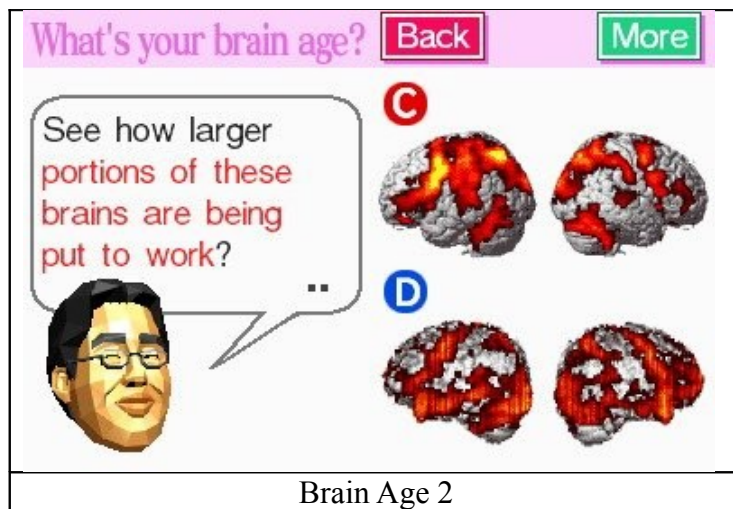 What's your brain age?
Back
More
See how larger
portions of these
brains are being
put to work?
C
D
Brain Age 2